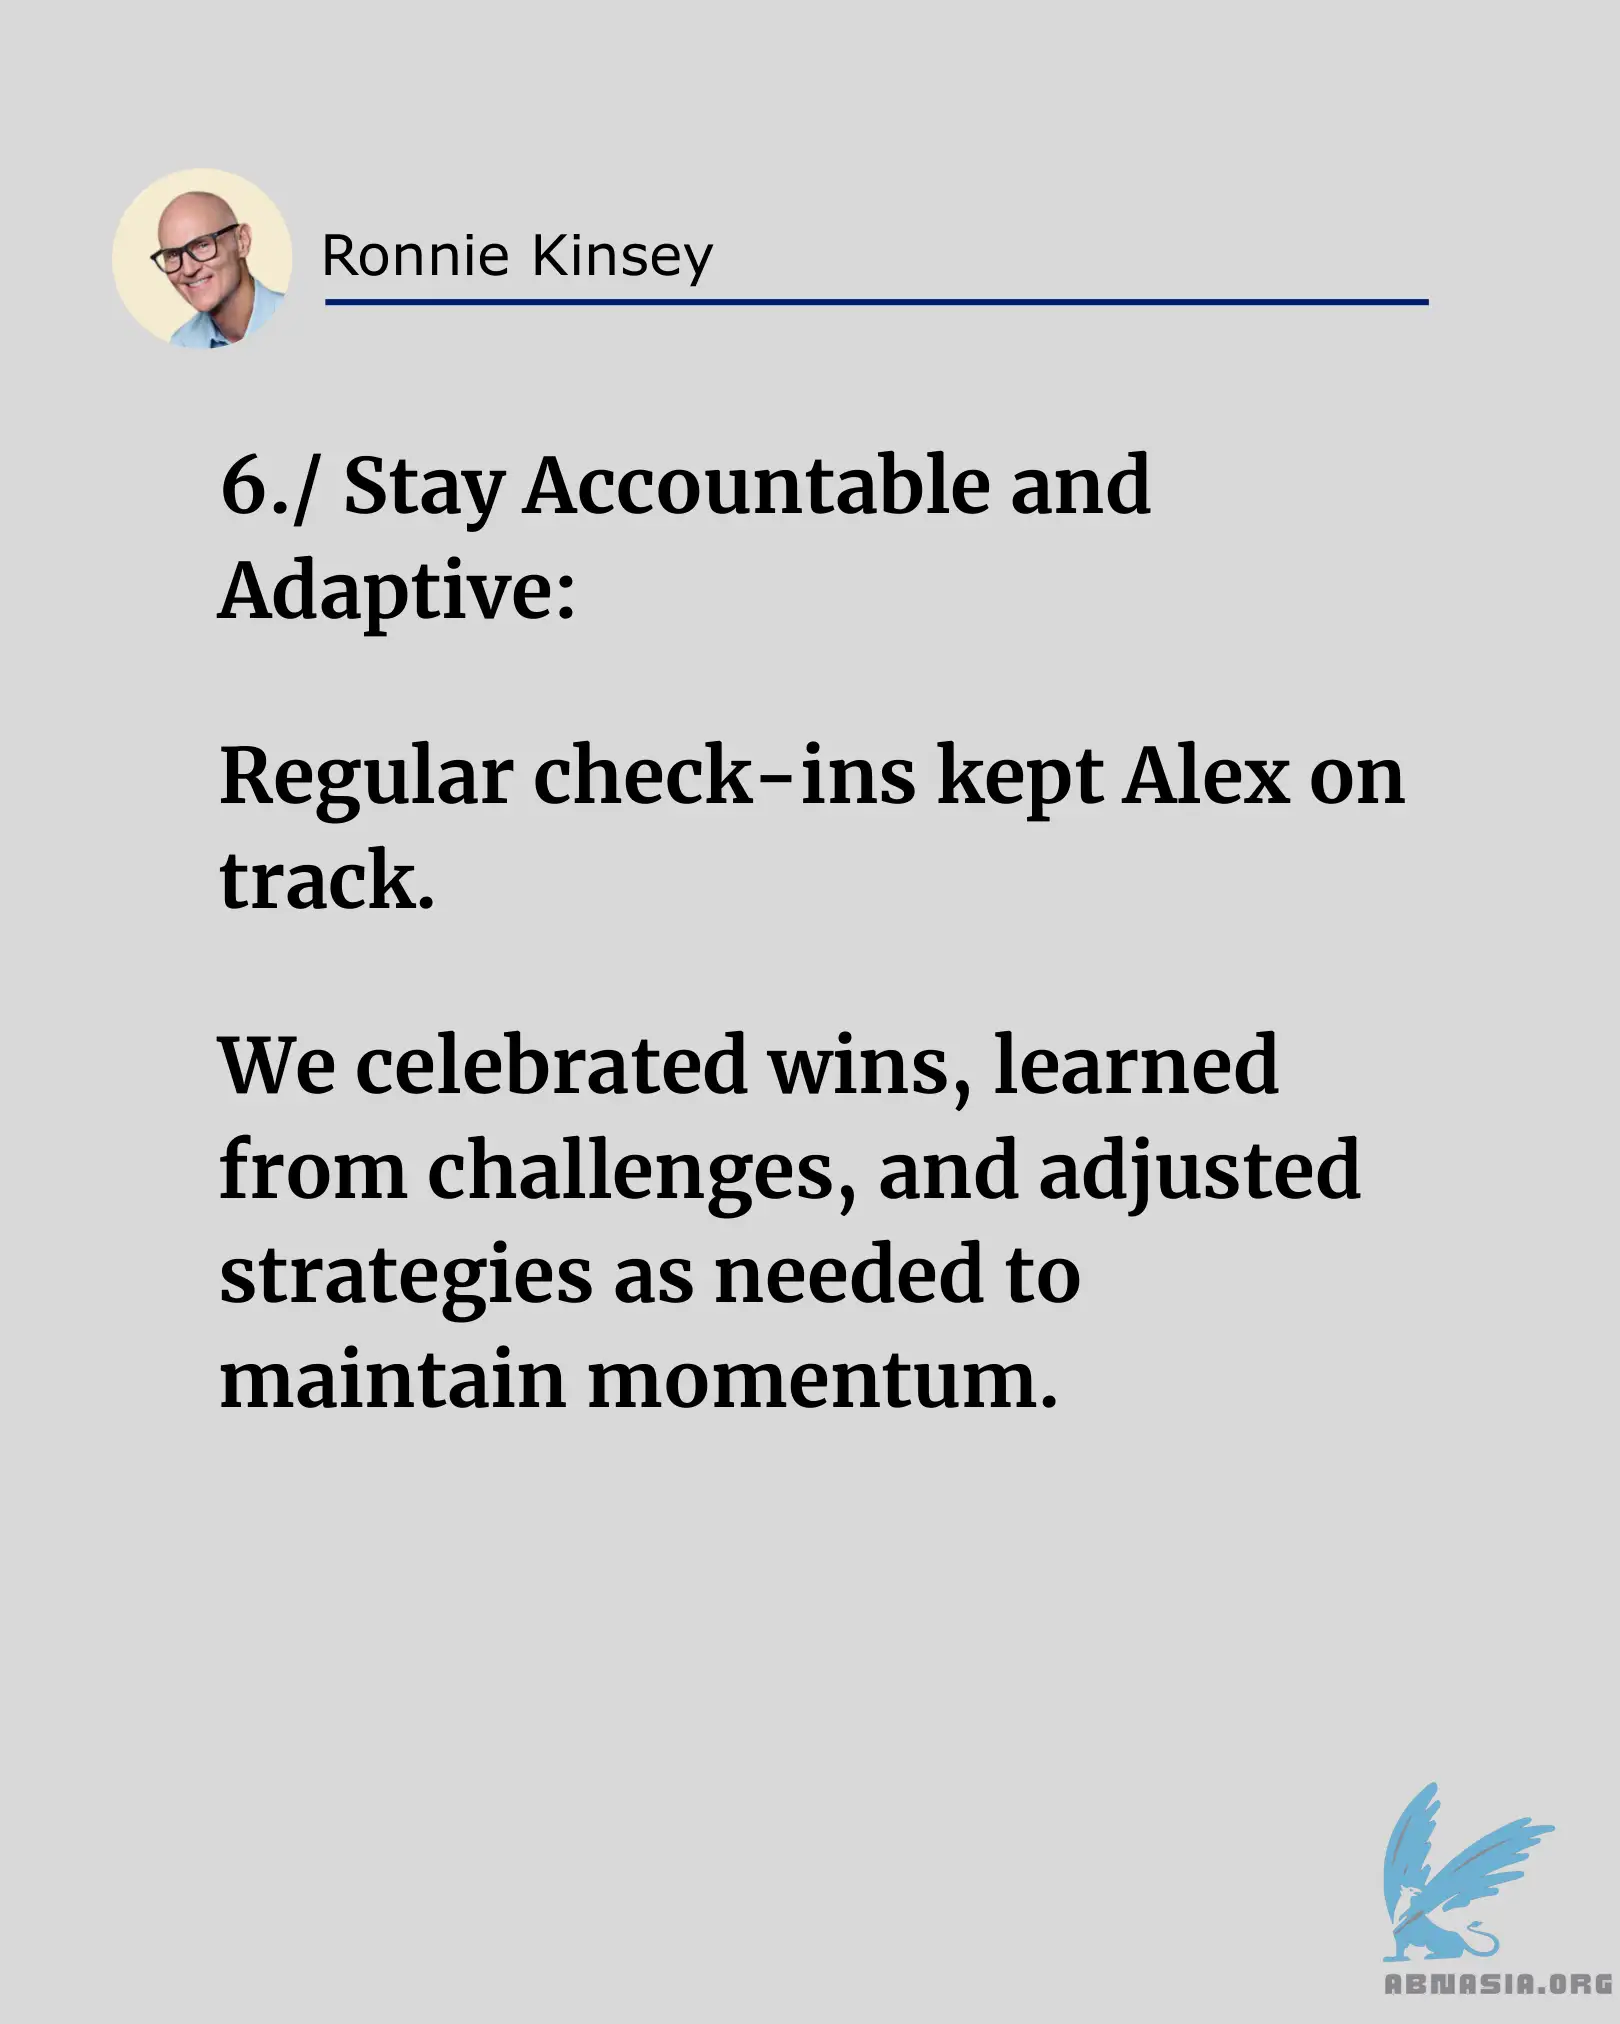 Ronnie Kinsey
6./ Stay Accountable and
Adaptive:
Regular check-ins kept Alex on
track.
We celebrated wins, learned
from challenges, and adjusted
strategies as needed to
maintain momentum.
ABNASIA.ORG